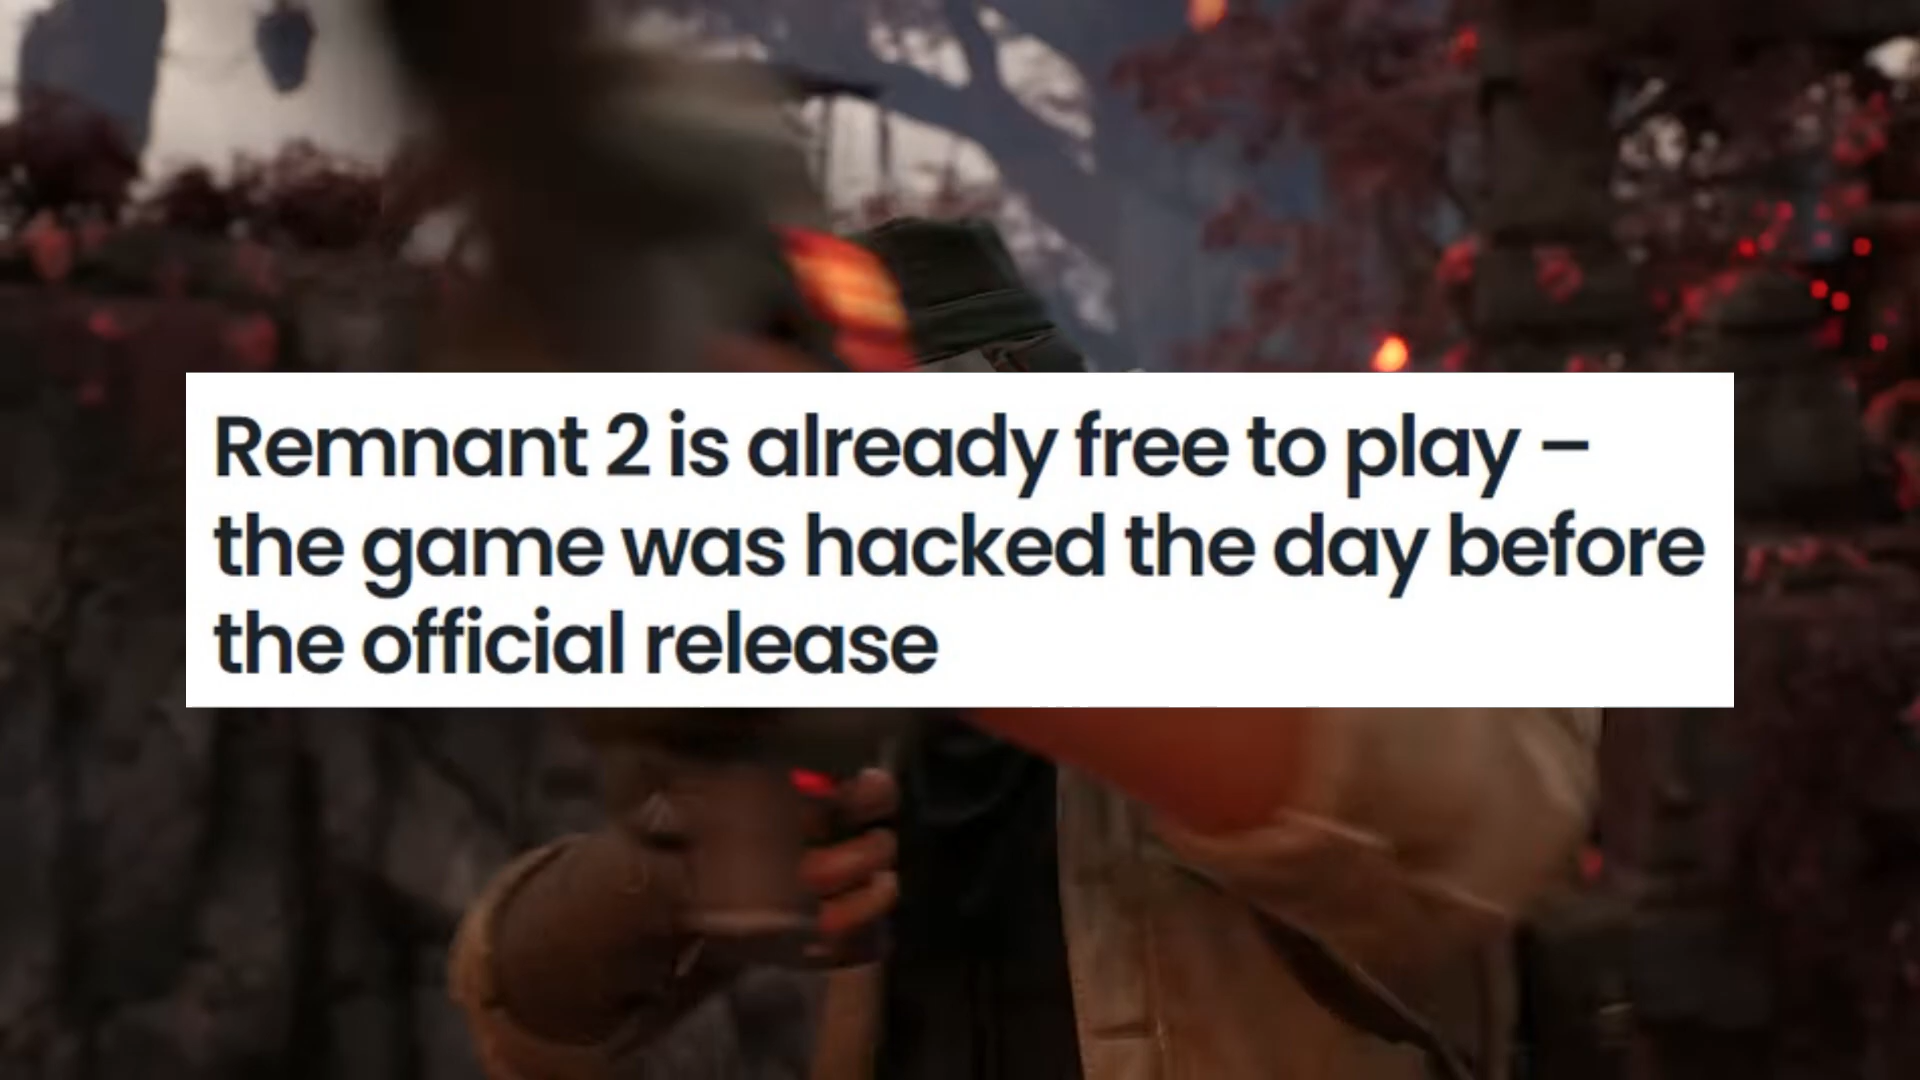 Remnant 2 is already free to play –
the game was hacked the day before
the official release